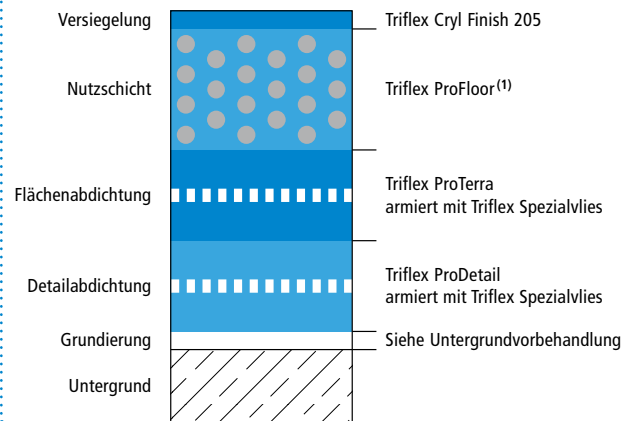 Versiegelung
Triflex Cryl Finish 205
Nutzschicht
Triflex ProFloor(1)
Flächenabdichtung
Triflex ProTerra
armiert mit Triflex Spezialvlies
Detailabdichtung
Triflex ProDetail
armiert mit Triflex Spezialvlies
Grundierung
Siehe Untergrundvorbehandlung
Untergrund